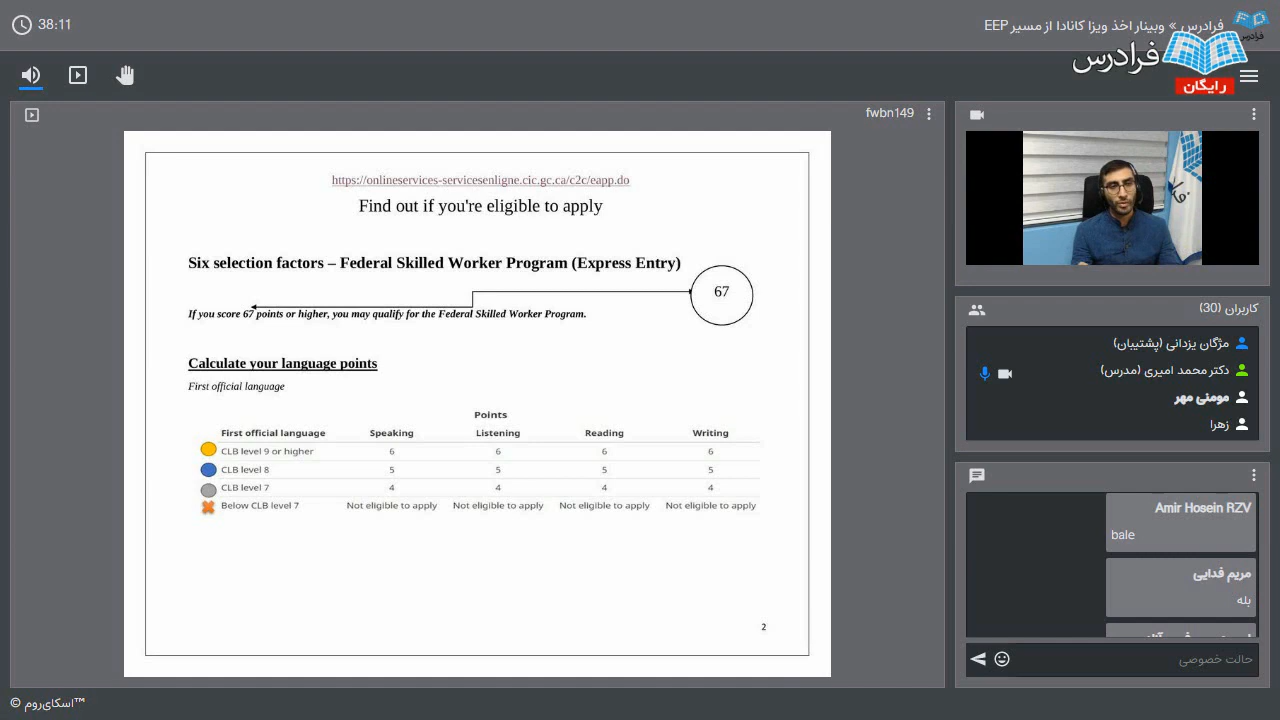 38:11
فرادرس » وبینار اخذ ویزا کانادا از مسیر EEP
فرادرس
فرادرس
رایگان
fwbn149
https://onlineservices-servicesenligne.cic.gc.ca/c2c/eapp.do
Find out if you're eligible to apply
Six selection factors – Federal Skilled Worker Program (Express Entry)
67
If you score 67 points or higher, you may qualify for the Federal Skilled Worker Program.
Calculate your language points
First official language
Points
First official language Speaking Listening Reading Writing
CLB level 9 or higher 6 6 6 6
CLB level 8 5 5 5 5
CLB level 7 4 4 4 4
Below CLB level 7 Not eligible to apply Not eligible to apply Not eligible to apply Not eligible to apply
2
کاربران (30)
مژگان یزدانی (پشتیبان)
دکتر محمد امیری (مدرس)
مومنی مهر
زهرا
Amir Hosein RZV
bale
مریم فدایی
بله
حالت خصوصی
© اسکای‌روم™